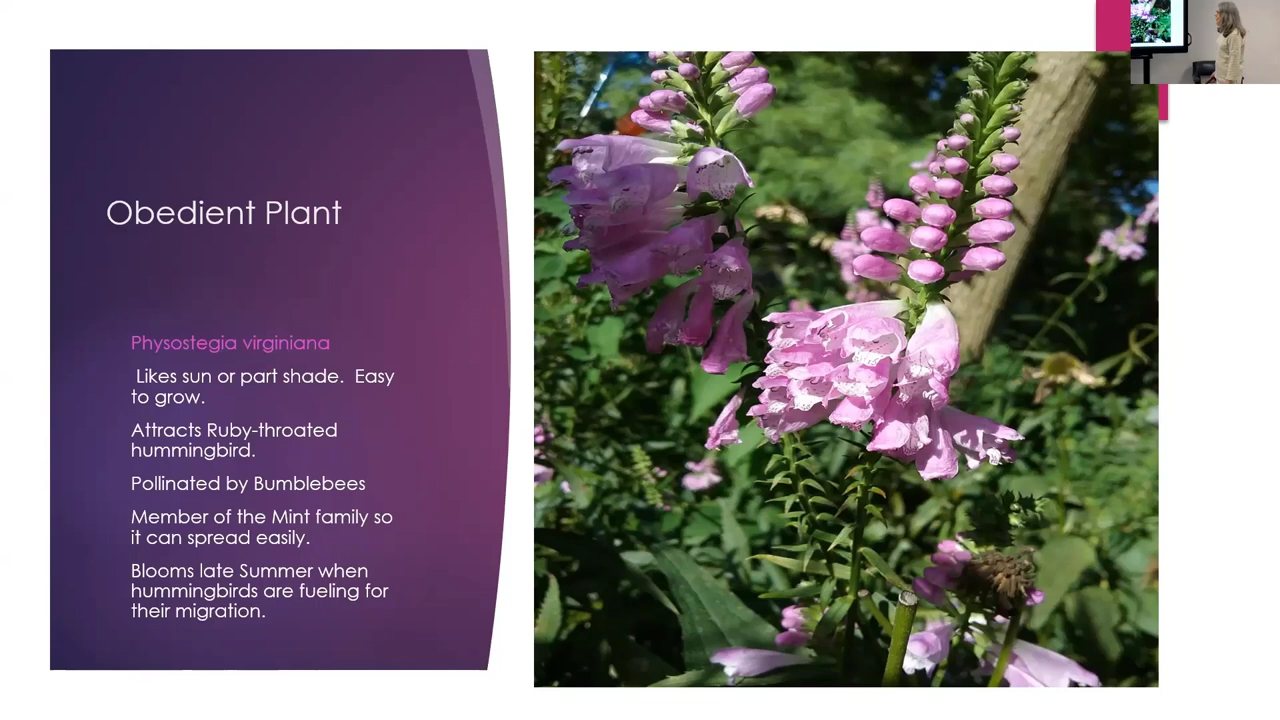 Obedient Plant
Physostegia virginiana
Likes sun or part shade.  Easy
to grow.
Attracts Ruby-throated
hummingbird.
Pollinated by Bumblebees
Member of the Mint family so
it can spread easily.
Blooms late Summer when
hummingbirds are fueling for
their migration.